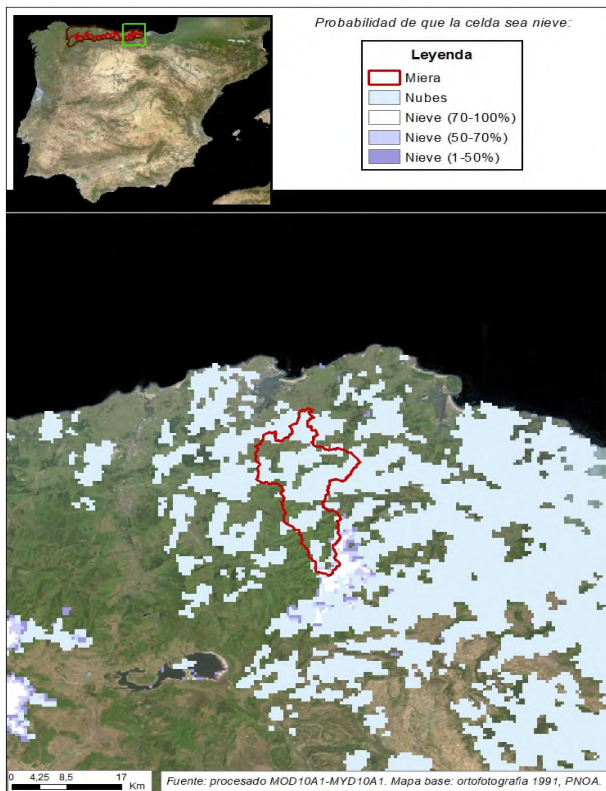 Probabilidad de que la celda sea nieve:
Leyenda
Miera
Nubes
Nieve (70-100%)
Nieve (50-70%)
Nieve (1-50%)
0 4,25 8,5 17
Km
Fuente: procesado MOD10A1-MYD10A1. Mapa base: ortofotografía 1991, PNOA.